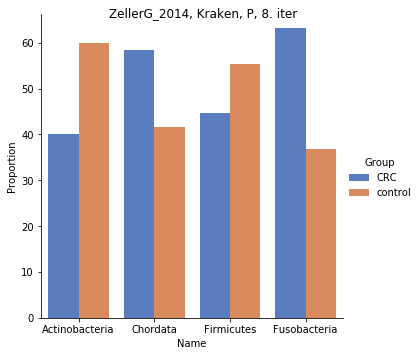 ZellerG_2014, Kraken, P, 8. iter
60
50
40
30
20
10
0
Proportion
Actinobacteria Chordata Firmicutes Fusobacteria
Name
Group
CRC
control